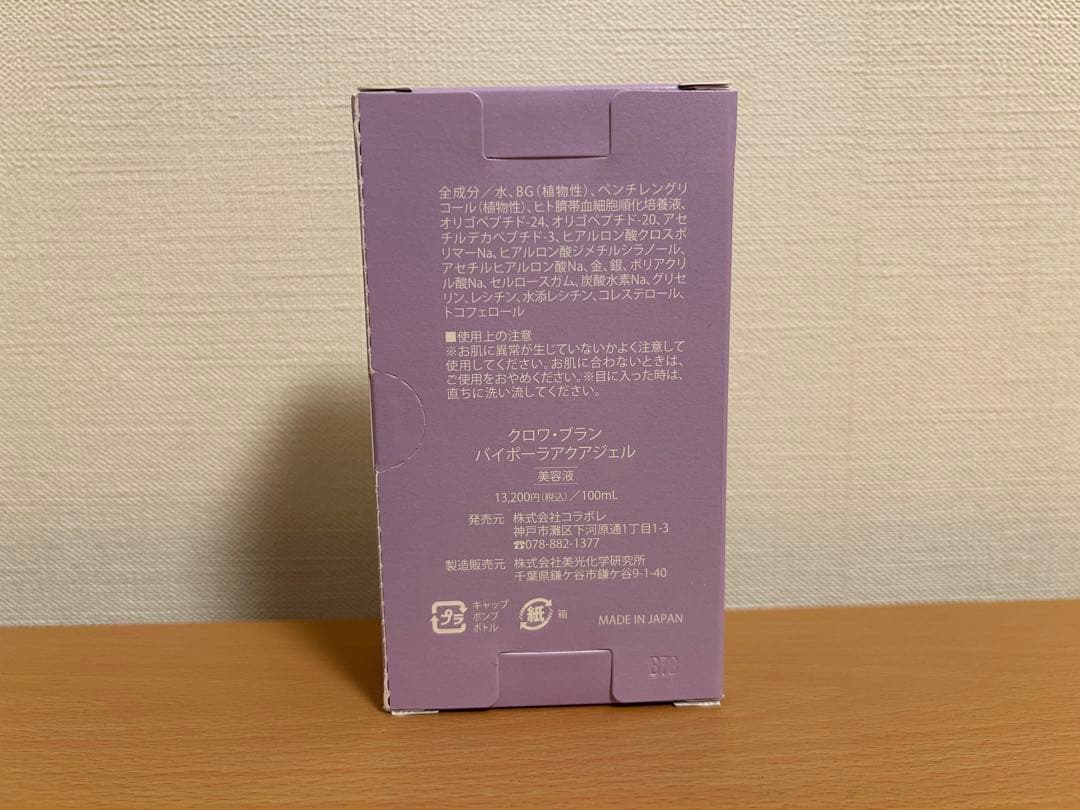 全成分／水、BG（植物性）、ペンチレングリ
コール（植物性）、ヒト臍帯血細胞順化培養液、
オリゴペプチド-24、オリゴペプチド-20、アセ
チルデカペプチド-3、ヒアルロン酸クロスポ
リマーNa、ヒアルロン酸ジメチルシラノール、
アセチルヒアルロン酸Na、金、銀、ポリアクリ
ル酸Na、セルロースガム、炭酸水素Na、グリセ
リン、レシチン、水添レシチン、コレステロール、
トコフェロール
■使用上の注意
※お肌に異常が生じていないかよく注意して
使用してください。お肌に合わないときは、
ご使用をおやめください。※目に入った時は、
直ちに洗い流してください。
クロワ・ブラン
バイポーラアクアジェル
美容液
13,200円（税込）／100mL
発売元 株式会社コラボレ
神戸市灘区下河原通1丁目1-3
☎078-882-1377
製造販売元 株式会社美光化学研究所
千葉県鎌ケ谷市鎌ケ谷9-1-40
プラ キャップ
ポンプ
ボトル
紙 箱
MADE IN JAPAN